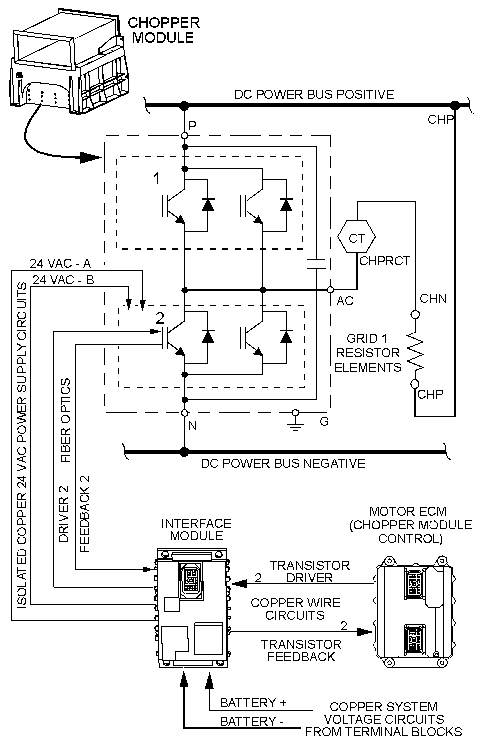 CHOPPER
MODULE
DC POWER BUS POSITIVE
P
CHP
1
CT
CHPRCT
24 VAC - A
24 VAC - B
AC
CHN
2
GRID 1
RESISTOR
ELEMENTS
CHP
N
G
DC POWER BUS NEGATIVE
ISOLATED COPPER 24 VAC POWER SUPPLY CIRCUITS
FIBER OPTICS
DRIVER 2
FEEDBACK 2
INTERFACE
MODULE
MOTOR ECM
(CHOPPER MODULE
CONTROL)
TRANSISTOR
2 DRIVER
COPPER WIRE
CIRCUITS
2
TRANSISTOR
FEEDBACK
BATTERY +
BATTERY -
COPPER SYSTEM
VOLTAGE CIRCUITS
FROM TERMINAL BLOCKS